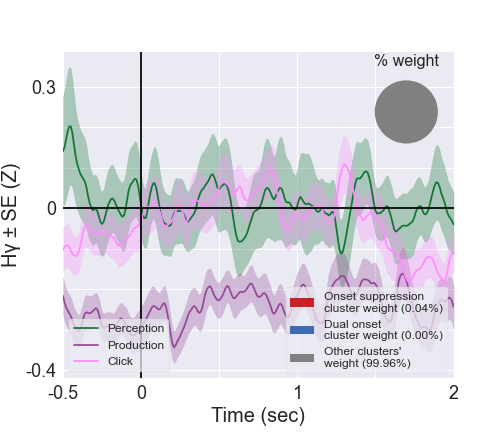 % weight
0.3
0
-0.4
Hγ ± SE (Z)
Perception
Production
Click
Onset suppression
cluster weight (0.04%)
Dual onset
cluster weight (0.00%)
Other clusters'
weight (99.96%)
-0.5
0
1
2
Time (sec)